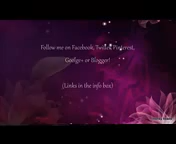 Follow me on Facebook, Twitter, Pinterest,
Google+ or Blogger!
(Links in the info box)